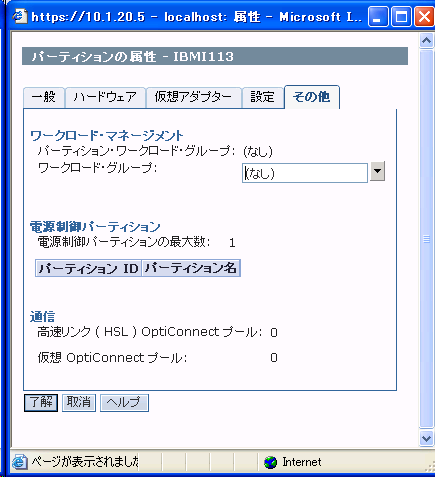 https://10.1.20.5 - localhost: 属性 - Microsoft I...
パーティションの属性 - IBMI113
一般 ハードウェア 仮想アダプター 設定 その他
ワークロード・マネージメント
パーティション・ワークロード・グループ: (なし)
ワークロード・グループ: (なし)
電源制御パーティション
電源制御パーティションの最大数: 1
パーティション ID パーティション名
通信
高速リンク ( HSL ) OptiConnect プール: 0
仮想 OptiConnect プール: 0
了解 取消 ヘルプ
ページが表示されました Internet